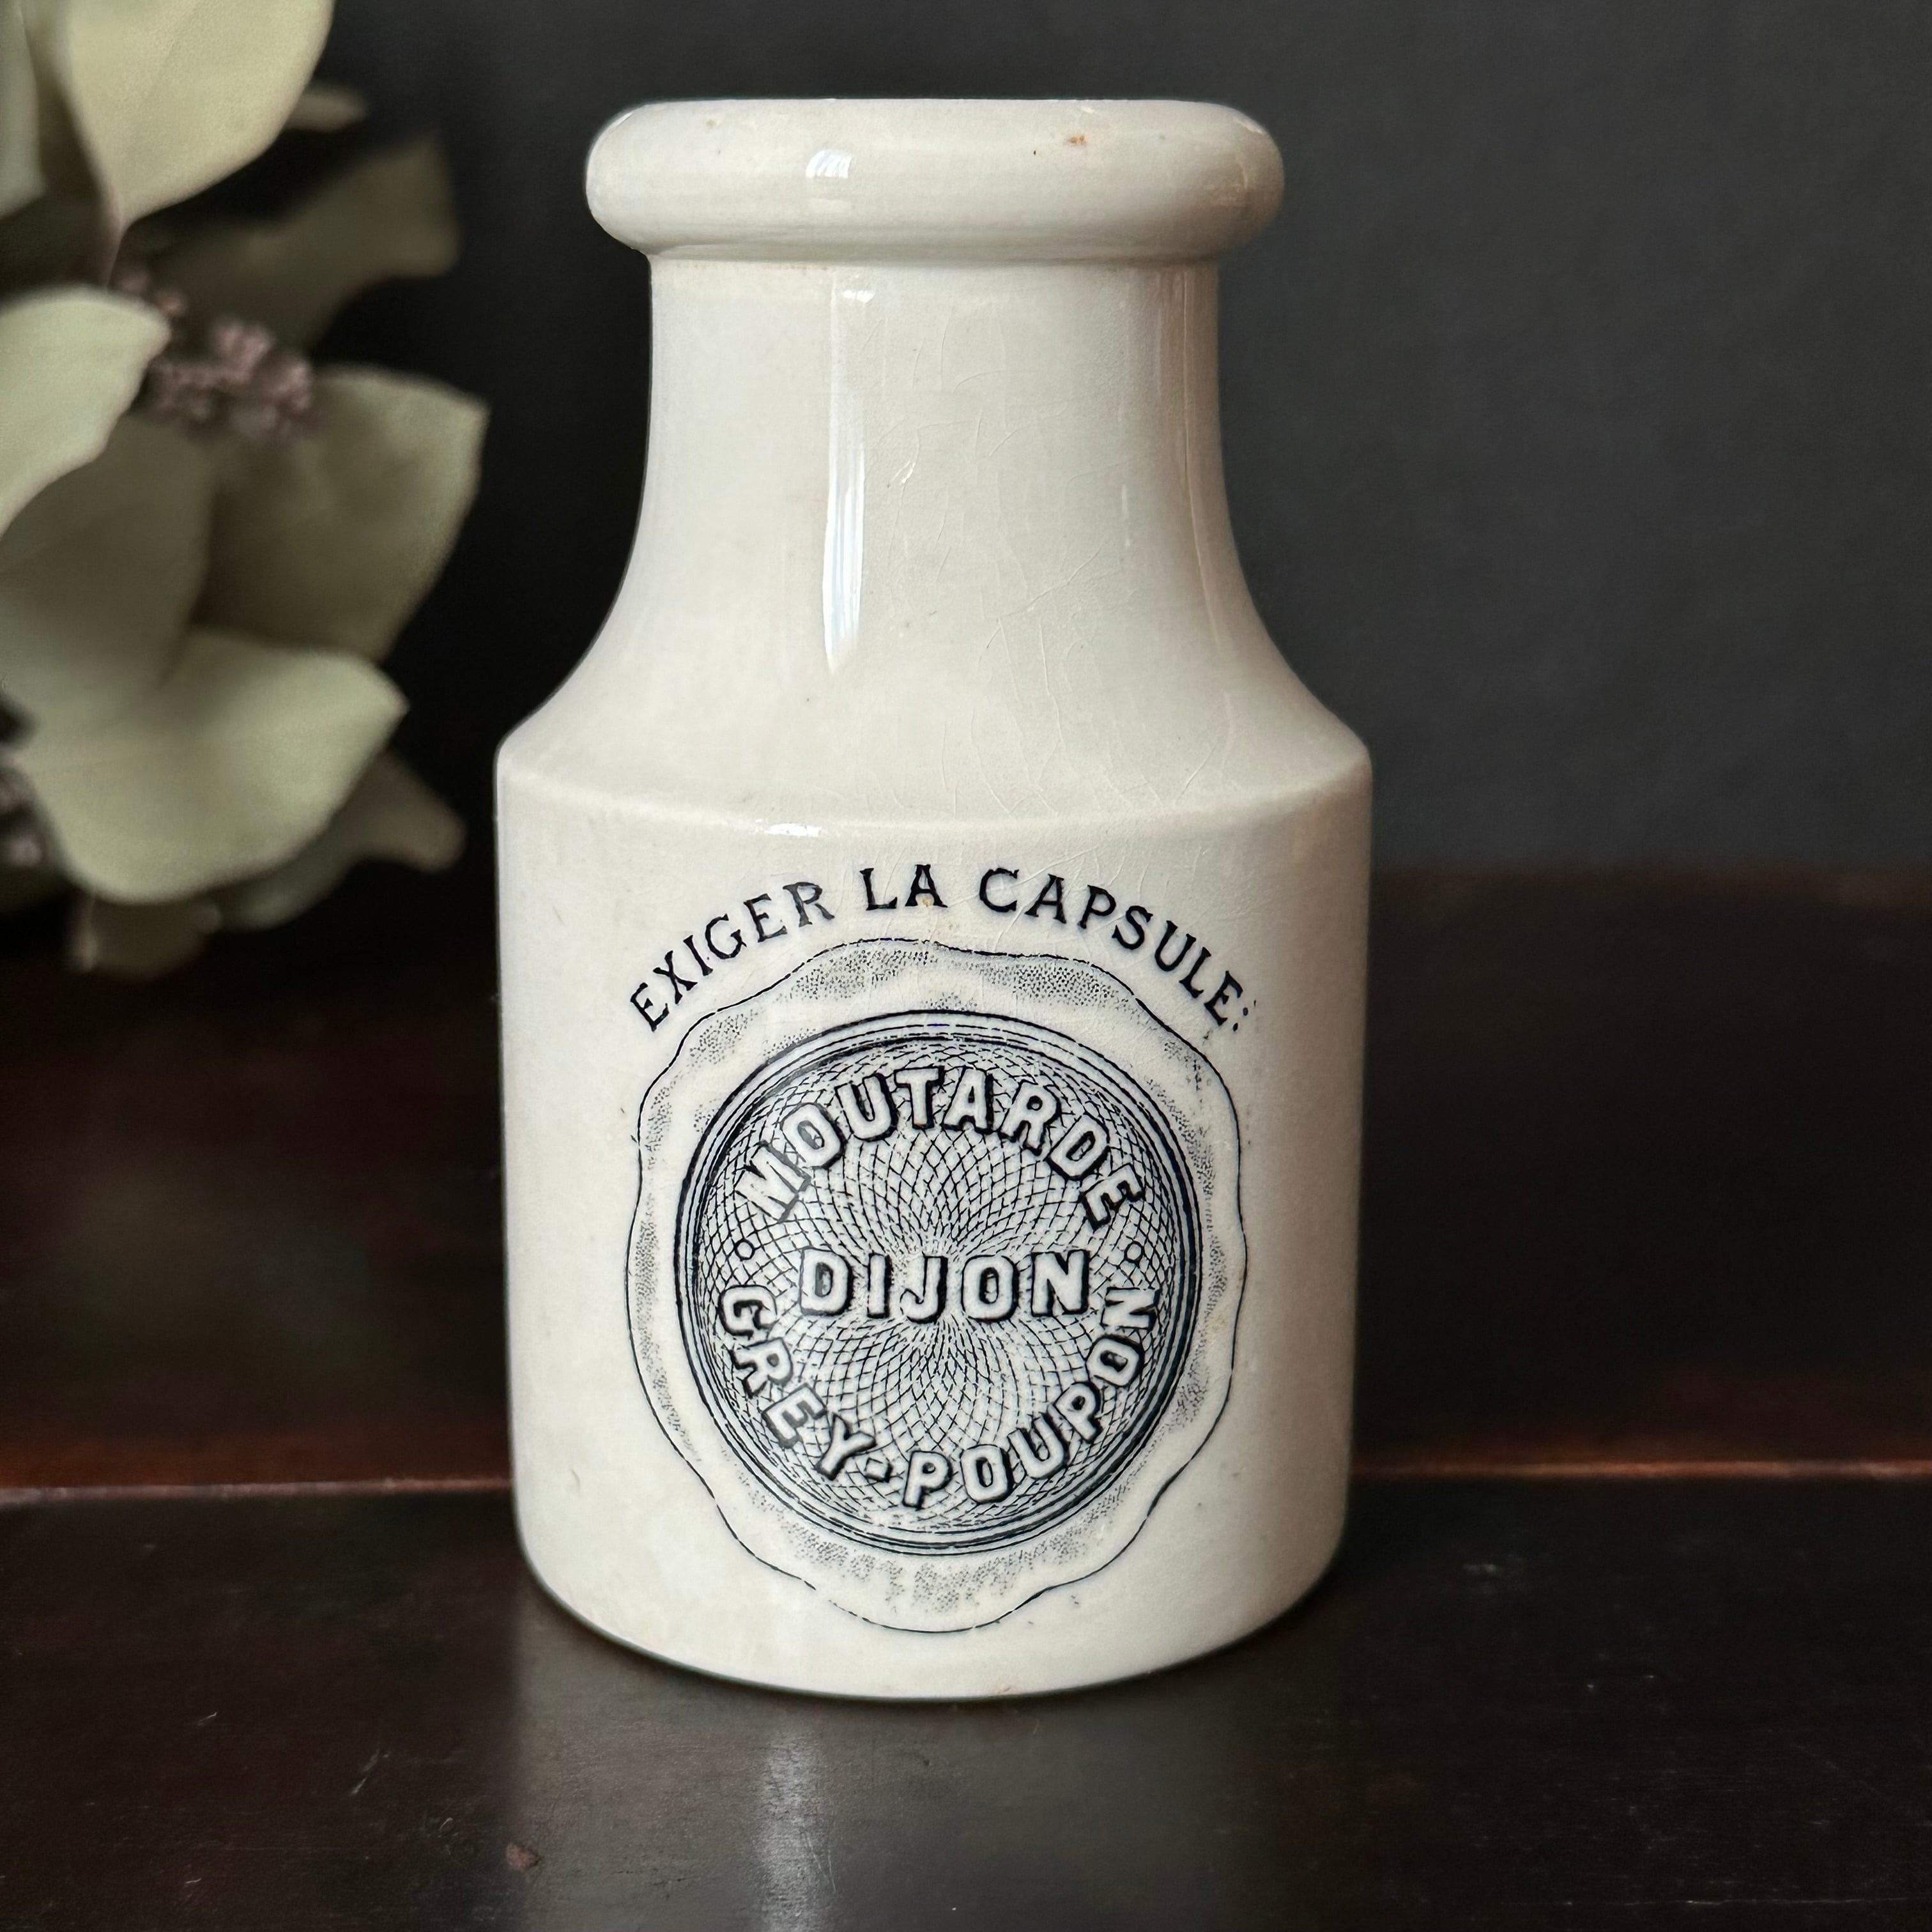 EXIGER LA CAPSULE:
MOUTARDE
DIJON
GREY-POUPON